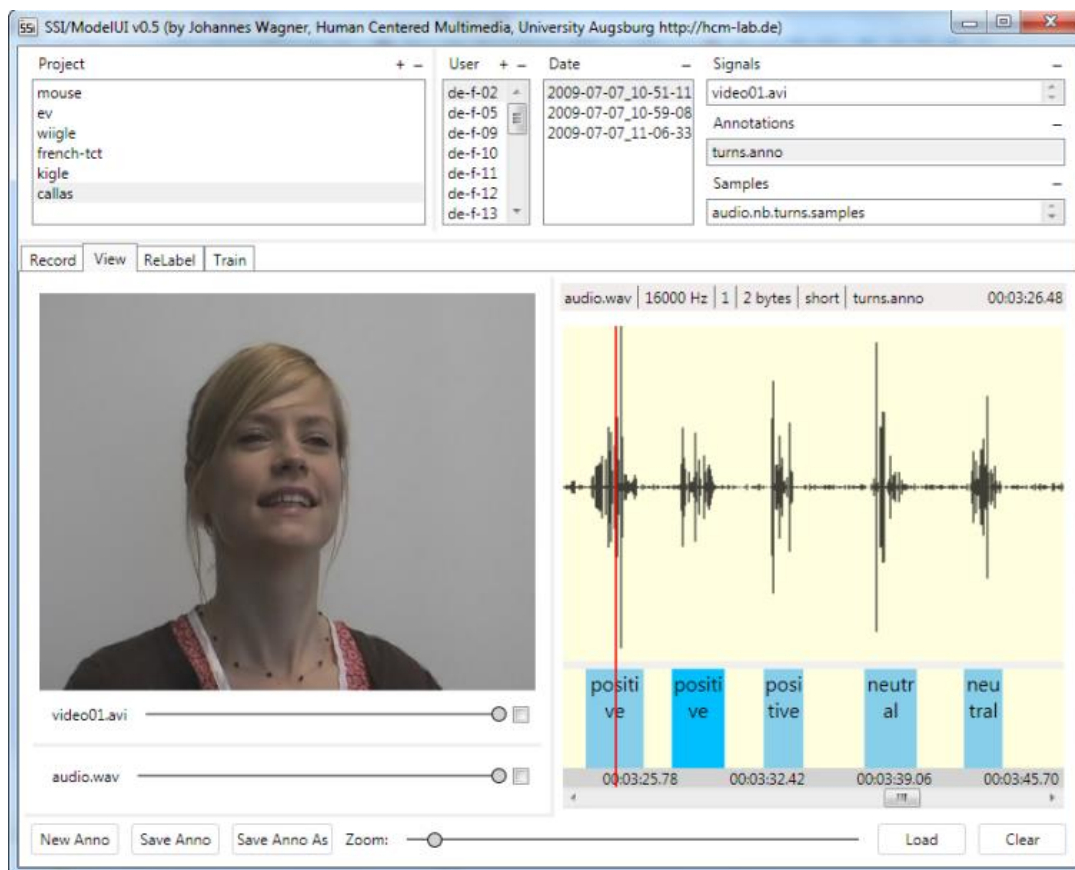 SSI SSI/ModelUI v0.5 (by Johannes Wagner, Human Centered Multimedia, University Augsburg http://hcm-lab.de)
Project + –
mouse
ev
wiigle
french-tct
kigle
callas
User + –
de-f-02
de-f-05
de-f-09
de-f-10
de-f-11
de-f-12
de-f-13
Date –
2009-07-07_10-51-11
2009-07-07_10-59-08
2009-07-07_11-06-33
Signals –
video01.avi
Annotations –
turns.anno
Samples –
audio.nb.turns.samples
Record View ReLabel Train
audio.wav 16000 Hz 1 2 bytes short turns.anno 00:03:26.48
positi
ve
positi
ve
posi
tive
neutr
al
neu
tral
00:03:25.78 00:03:32.42 00:03:39.06 00:03:45.70
video01.avi
audio.wav
New Anno Save Anno Save Anno As Zoom: Load Clear